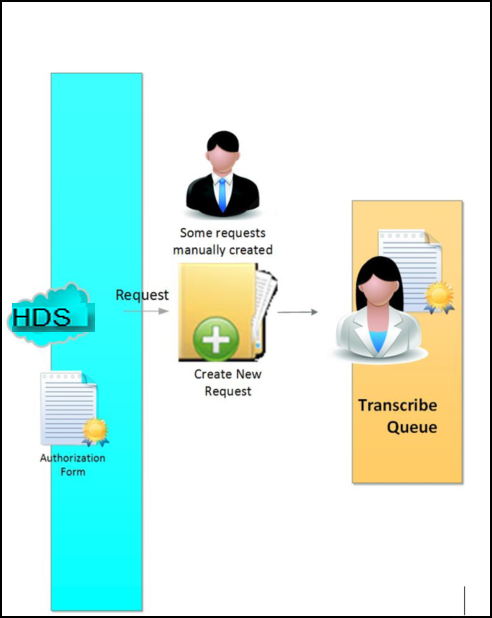 Some requests
manually created
Request
HDS
Create New
Request
Authorization
Form
Transcribe
Queue